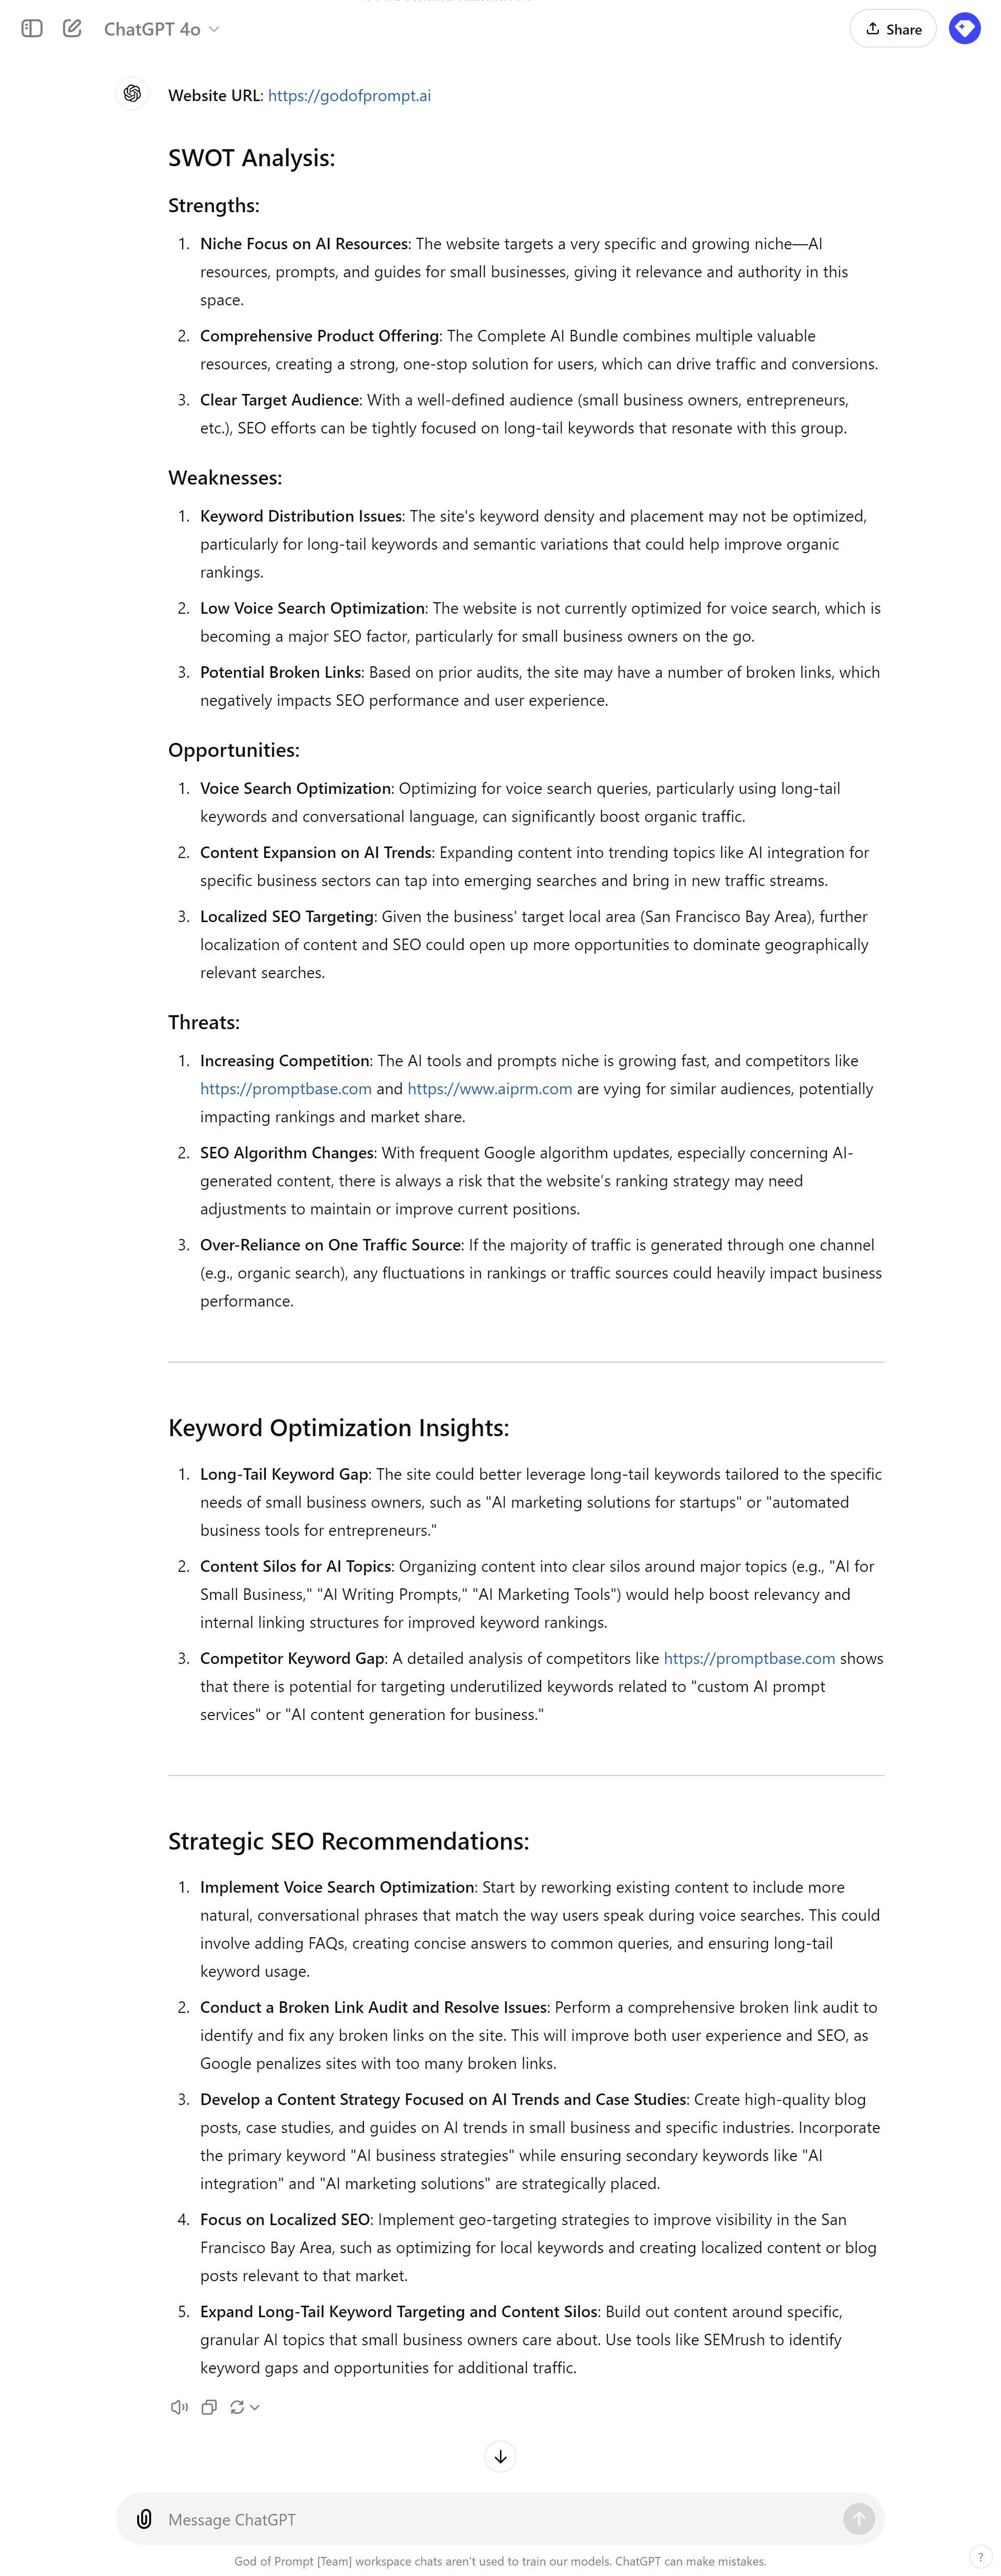 ChatGPT 4o
Share
Website URL: https://godofprompt.ai
SWOT Analysis:
Strengths:
1. Niche Focus on AI Resources: The website targets a very specific and growing niche—AI
resources, prompts, and guides for small businesses, giving it relevance and authority in this
space.
2. Comprehensive Product Offering: The Complete AI Bundle combines multiple valuable
resources, creating a strong, one-stop solution for users, which can drive traffic and conversions.
3. Clear Target Audience: With a well-defined audience (small business owners, entrepreneurs,
etc.), SEO efforts can be tightly focused on long-tail keywords that resonate with this group.
Weaknesses:
1. Keyword Distribution Issues: The site's keyword density and placement may not be optimized,
particularly for long-tail keywords and semantic variations that could help improve organic
rankings.
2. Low Voice Search Optimization: The website is not currently optimized for voice search, which is
becoming a major SEO factor, particularly for small business owners on the go.
3. Potential Broken Links: Based on prior audits, the site may have a number of broken links, which
negatively impacts SEO performance and user experience.
Opportunities:
1. Voice Search Optimization: Optimizing for voice search queries, particularly using long-tail
keywords and conversational language, can significantly boost organic traffic.
2. Content Expansion on AI Trends: Expanding content into trending topics like AI integration for
specific business sectors can tap into emerging searches and bring in new traffic streams.
3. Localized SEO Targeting: Given the business' target local area (San Francisco Bay Area), further
localization of content and SEO could open up more opportunities to dominate geographically
relevant searches.
Threats:
1. Increasing Competition: The AI tools and prompts niche is growing fast, and competitors like
https://promptbase.com and https://www.aiprm.com are vying for similar audiences, potentially
impacting rankings and market share.
2. SEO Algorithm Changes: With frequent Google algorithm updates, especially concerning AI-
generated content, there is always a risk that the website’s ranking strategy may need
adjustments to maintain or improve current positions.
3. Over-Reliance on One Traffic Source: If the majority of traffic is generated through one channel
(e.g., organic search), any fluctuations in rankings or traffic sources could heavily impact business
performance.
Keyword Optimization Insights:
1. Long-Tail Keyword Gap: The site could better leverage long-tail keywords tailored to the specific
needs of small business owners, such as "AI marketing solutions for startups" or "automated
business tools for entrepreneurs."
2. Content Silos for AI Topics: Organizing content into clear silos around major topics (e.g., "AI for
Small Business," "AI Writing Prompts," "AI Marketing Tools") would help boost relevancy and
internal linking structures for improved keyword rankings.
3. Competitor Keyword Gap: A detailed analysis of competitors like https://promptbase.com shows
that there is potential for targeting underutilized keywords related to "custom AI prompt
services" or "AI content generation for business."
Strategic SEO Recommendations:
1. Implement Voice Search Optimization: Start by reworking existing content to include more
natural, conversational phrases that match the way users speak during voice searches. This could
involve adding FAQs, creating concise answers to common queries, and ensuring long-tail
keyword usage.
2. Conduct a Broken Link Audit and Resolve Issues: Perform a comprehensive broken link audit to
identify and fix any broken links on the site. This will improve both user experience and SEO, as
Google penalizes sites with too many broken links.
3. Develop a Content Strategy Focused on AI Trends and Case Studies: Create high-quality blog
posts, case studies, and guides on AI trends in small business and specific industries. Incorporate
the primary keyword "AI business strategies" while ensuring secondary keywords like "AI
integration" and "AI marketing solutions" are strategically placed.
4. Focus on Localized SEO: Implement geo-targeting strategies to improve visibility in the San
Francisco Bay Area, such as optimizing for local keywords and creating localized content or blog
posts relevant to that market.
5. Expand Long-Tail Keyword Targeting and Content Silos: Build out content around specific,
granular AI topics that small business owners care about. Use tools like SEMrush to identify
keyword gaps and opportunities for additional traffic.
Message ChatGPT
God of Prompt [Team] workspace chats aren't used to train our models. ChatGPT can make mistakes.
?